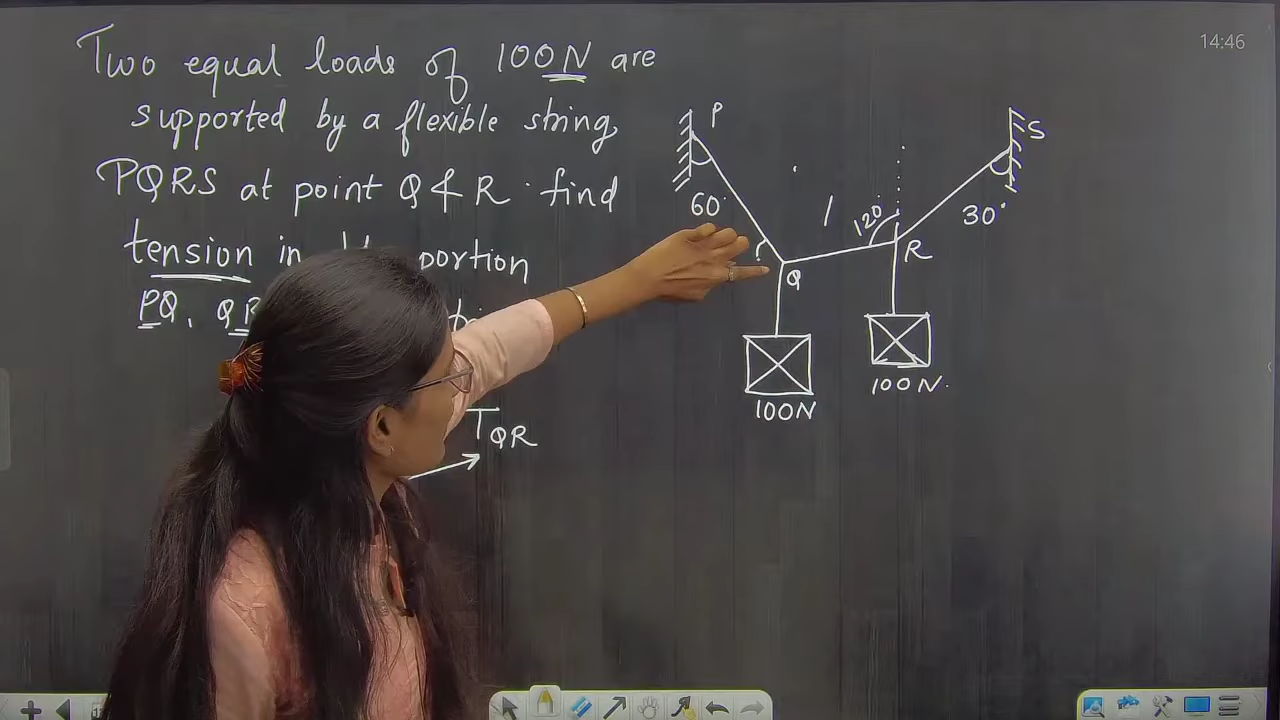 Two equal loads of 100N are
supported by a flexible string
PQRS at point Q & R. find
tension in portion
PQ, QR
TQR
14:46
P
S
60°
120°
30°
Q
R
100N
100N.